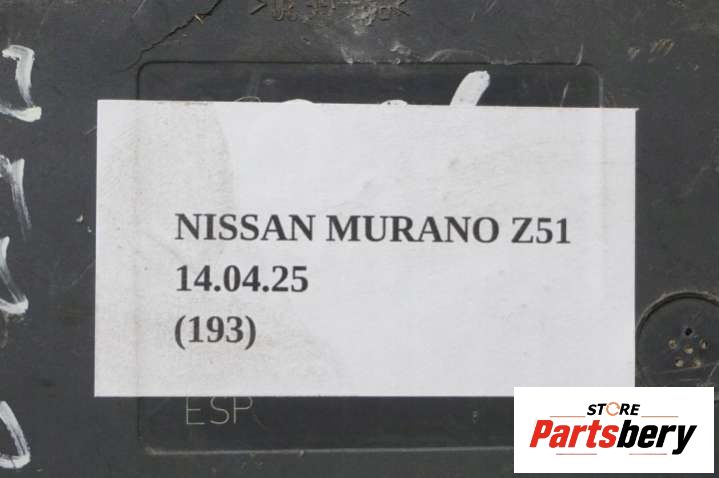 NISSAN MURANO Z51
14.04.25
(193)
ESP
STORE
Partsbery